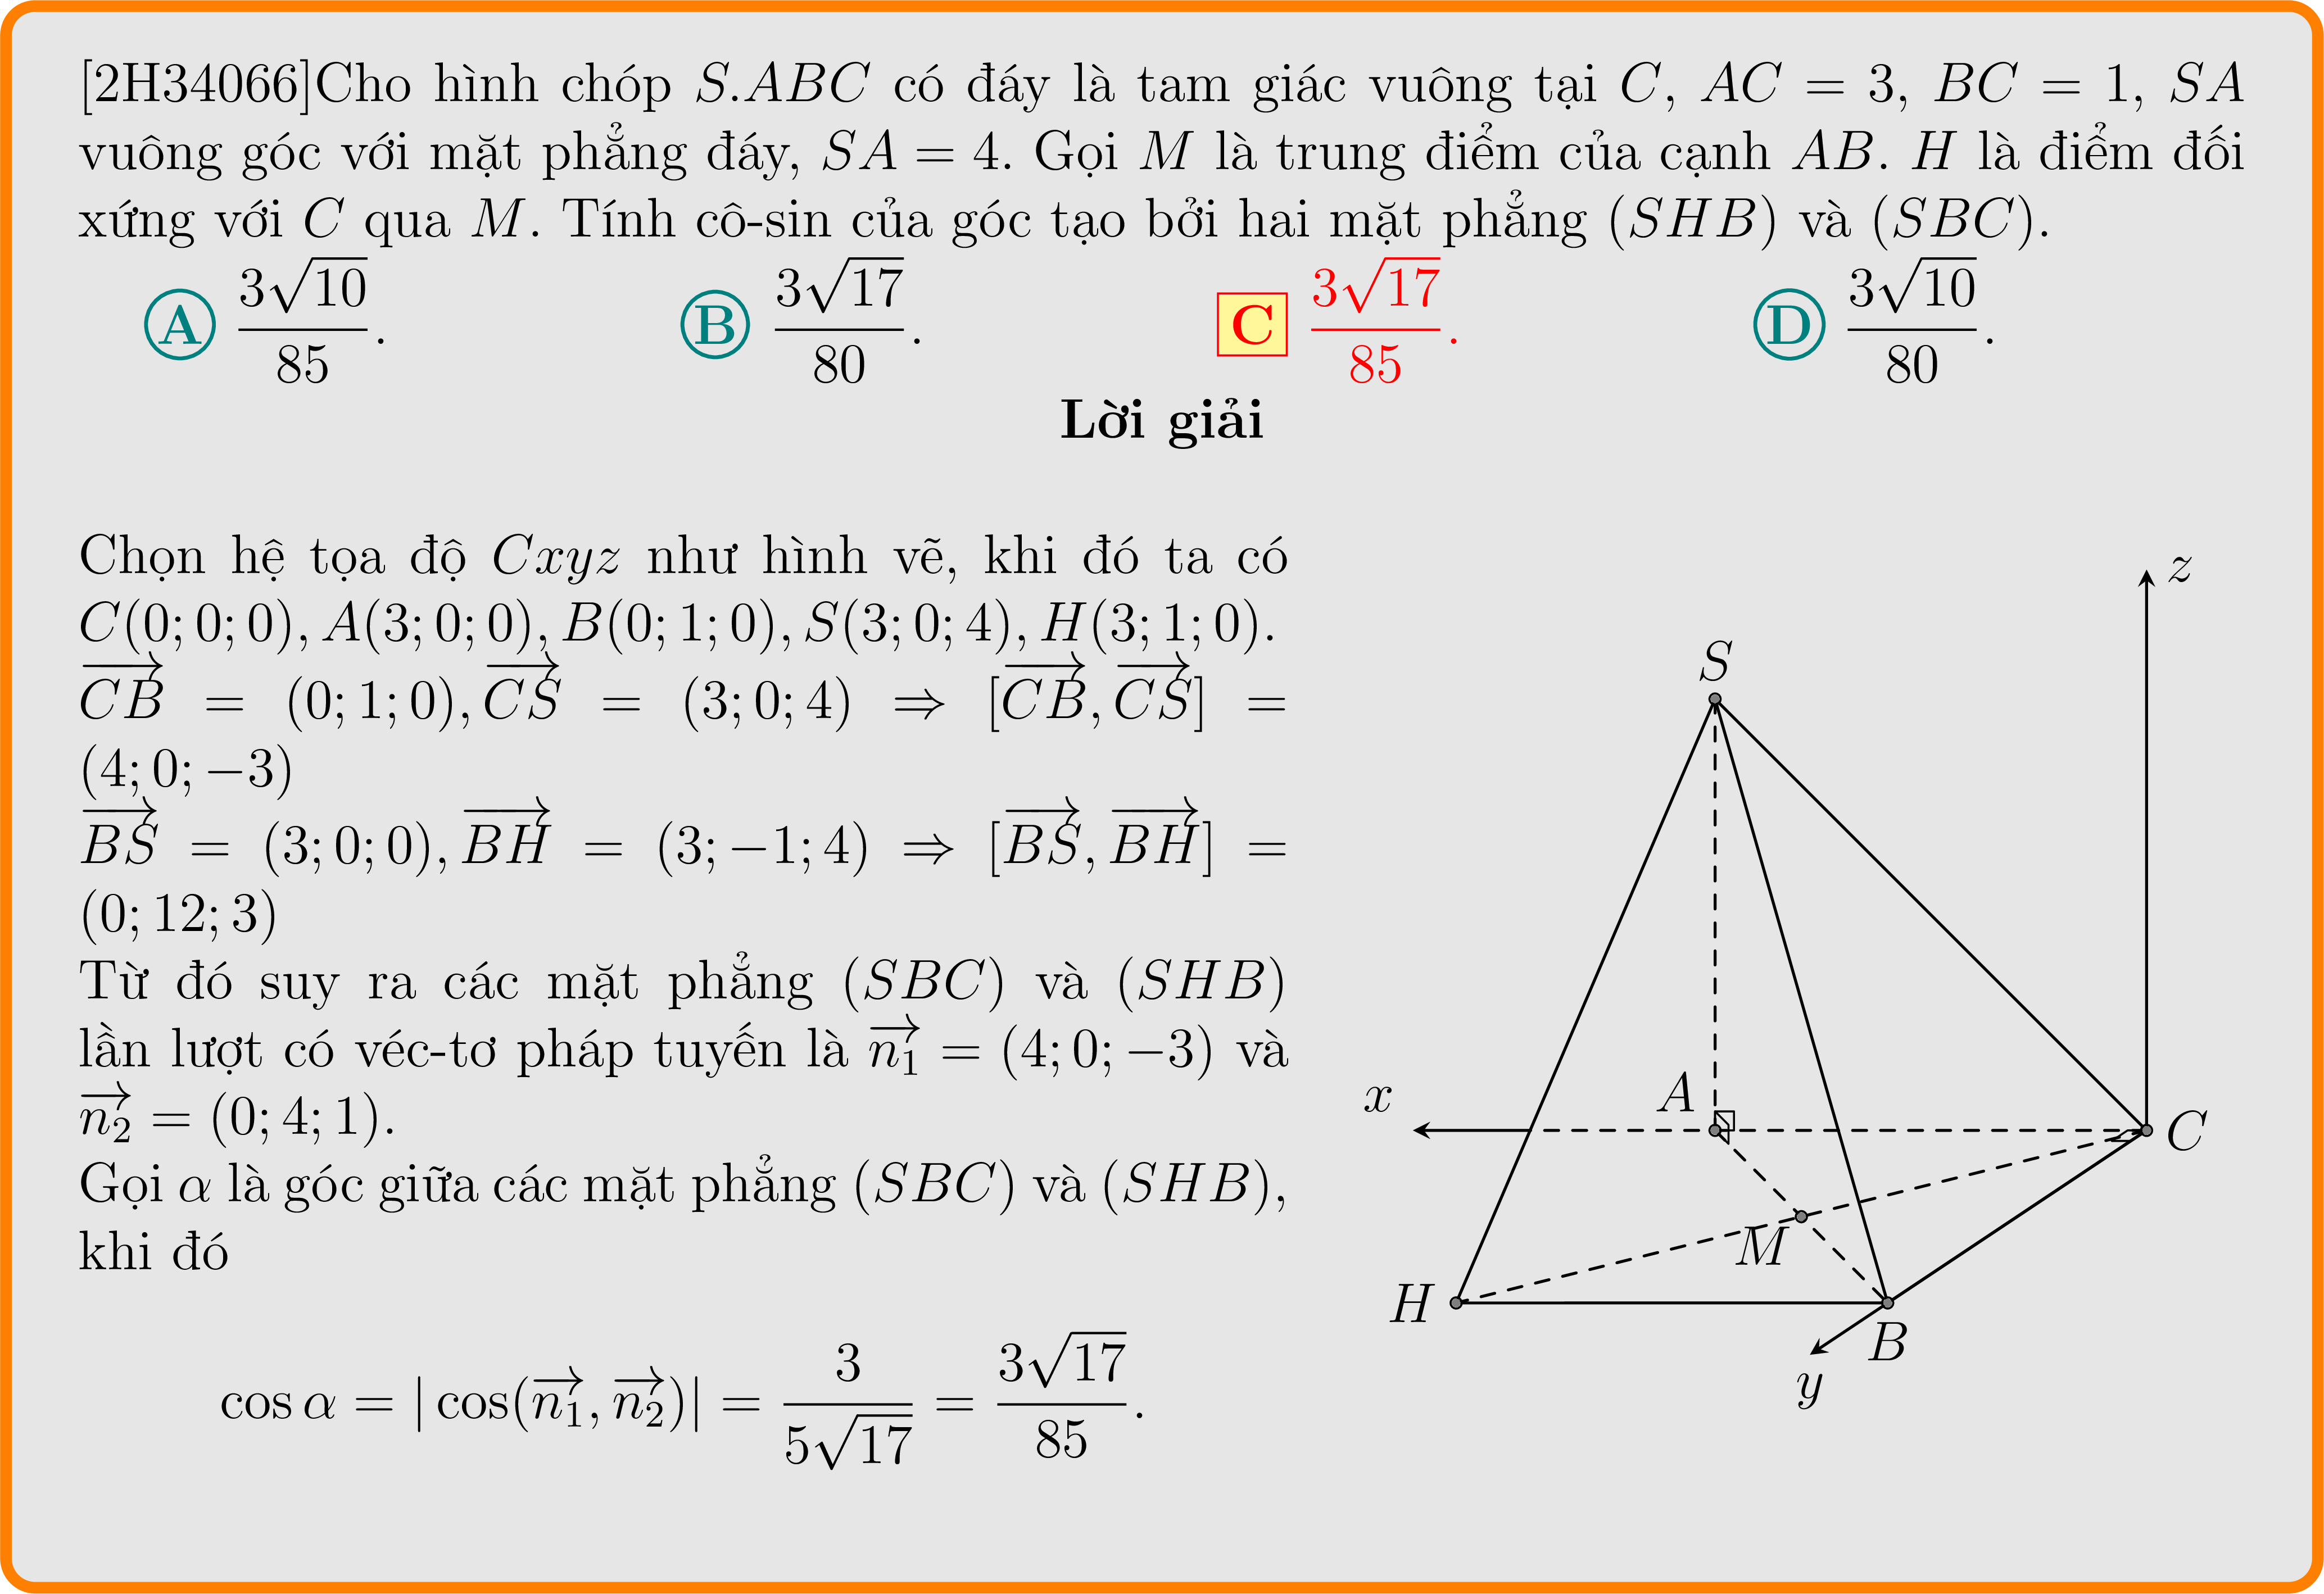 [2H34066]Cho hình chóp S.ABC có đáy là tam giác vuông tại C, AC = 3, BC = 1, SA
vuông góc với mặt phẳng đáy, SA = 4. Gọi M là trung điểm của cạnh AB. H là điểm đối
xứng với C qua M. Tính cô-sin của góc tạo bởi hai mặt phẳng (SHB) và (SBC).
A $\frac{3\sqrt{10}}{85}$. B $\frac{3\sqrt{17}}{80}$. C $\frac{3\sqrt{17}}{85}$. D $\frac{3\sqrt{10}}{80}$.
Lời giải
Chọn hệ tọa độ Cxyz như hình vẽ, khi đó ta có
C(0; 0; 0), A(3; 0; 0), B(0; 1; 0), S(3; 0; 4), H(3; 1; 0).
$\overrightarrow{CB}$ = (0; 1; 0), $\overrightarrow{CS}$ = (3; 0; 4) ⇒ [$\overrightarrow{CB}$, $\overrightarrow{CS}$] =
(4; 0; −3)
$\overrightarrow{BS}$ = (3; 0; 0), $\overrightarrow{BH}$ = (3; −1; 4) ⇒ [$\overrightarrow{BS}$, $\overrightarrow{BH}$] =
(0; 12; 3)
Từ đó suy ra các mặt phẳng (SBC) và (SHB)
lần lượt có véc-tơ pháp tuyến là $\overrightarrow{n_1}$ = (4; 0; −3) và
$\overrightarrow{n_2}$ = (0; 4; 1).
Gọi α là góc giữa các mặt phẳng (SBC) và (SHB),
khi đó
$\cos α = |\cos(\overrightarrow{n_1}, \overrightarrow{n_2})| = \frac{3}{5\sqrt{17}} = \frac{3\sqrt{17}}{85}$.
z
S
x
A
C
M
H
B
y